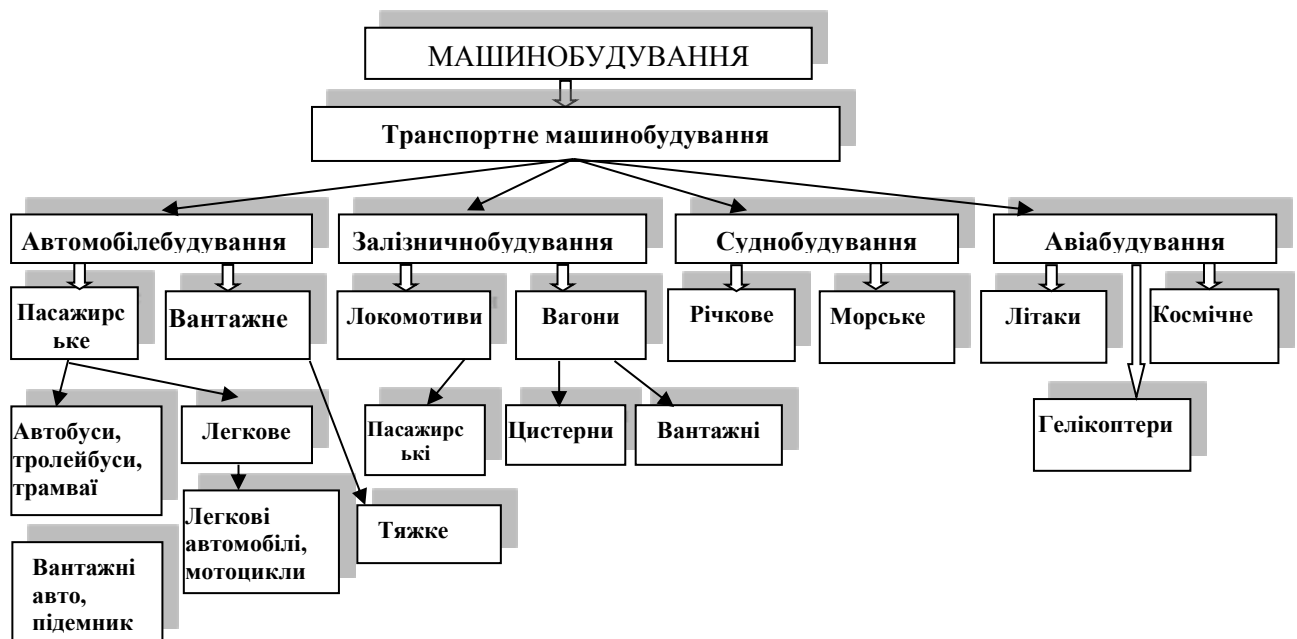 МАШИНОБУДУВАННЯ
Транспортне машинобудування
Автомобілебудування
Залізничнобудування
Суднобудування
Авіабудування
Пасажирс
ьке
Вантажне
Локомотиви
Вагони
Річкове
Морське
Літаки
Космічне
Автобуси,
тролейбуси,
трамваї
Легкове
Пасажирс
ькі
Цистерни
Вантажні
Гелікоптери
Легкові
автомобілі,
мотоцикли
Тяжке
Вантажні
авто,
підемник